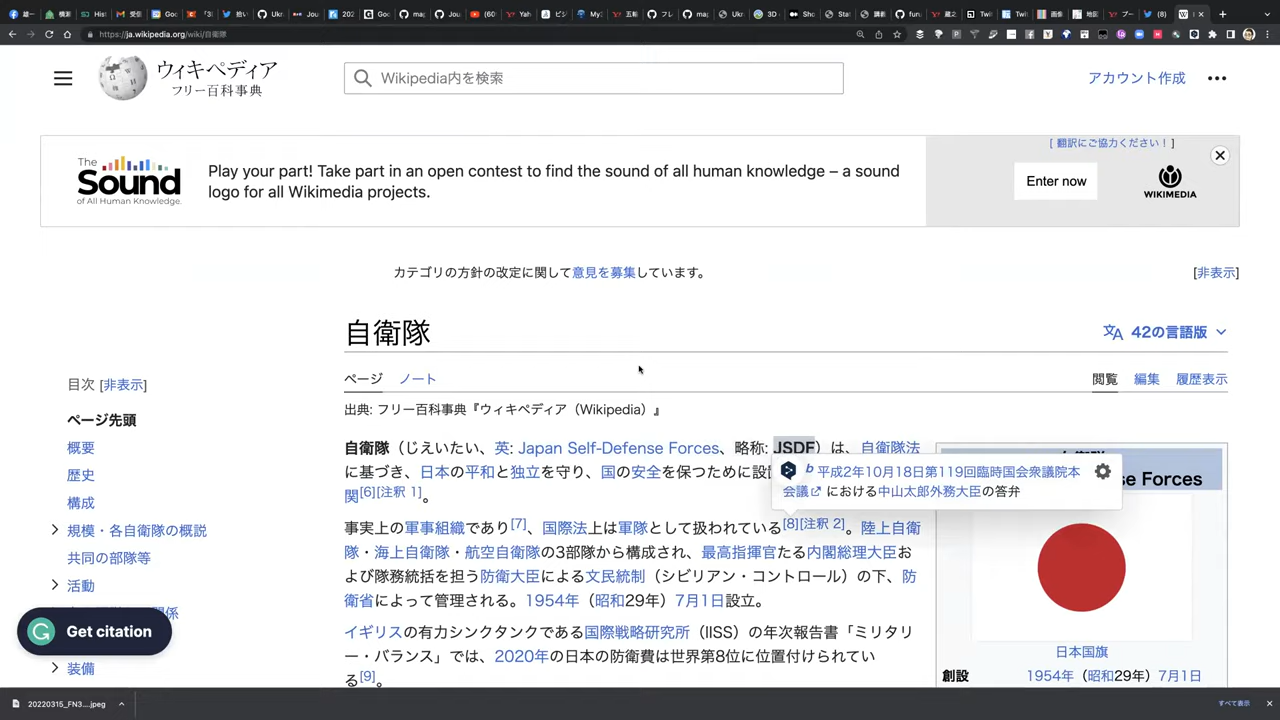 https://ja.wikipedia.org/wiki/自衛隊
ウィキペディア
フリー百科事典
Wikipedia内を検索
アカウント作成
The
Sound
of All Human Knowledge.
Play your part! Take part in an open contest to find the sound of all human knowledge – a sound
logo for all Wikimedia projects.
[ 翻訳にご協力ください！ ]
Enter now
WIKIMEDIA
カテゴリの方針の改定に関して意見を募集しています。
[非表示]
自衛隊
42の言語版
ページ
ノート
閲覧
編集
履歴表示
出典: フリー百科事典『ウィキペディア（Wikipedia）』
目次 [非表示]
ページ先頭
概要
歴史
構成
規模・各自衛隊の概説
共同の部隊等
活動
係
装備
Get citation
自衛隊（じえいたい、英: Japan Self-Defense Forces、略称: JSDF）は、自衛隊法
に基づき、日本の平和と独立を守り、国の安全を保つために設
関[6][注釈 1]。
b 平成2年10月18日第119回臨時国会衆議院本
会議 における中山太郎外務大臣の答弁
事実上の軍事組織であり[7]、国際法上は軍隊として扱われている[8][注釈 2]。陸上自衛
隊・海上自衛隊・航空自衛隊の3部隊から構成され、最高指揮官たる内閣総理大臣お
よび隊務統括を担う防衛大臣による文民統制（シビリアン・コントロール）の下、防
衛省によって管理される。1954年（昭和29年）7月1日設立。
イギリスの有力シンクタンクである国際戦略研究所（IISS）の年次報告書「ミリタリ
ー・バランス」では、2020年の日本の防衛費は世界第8位に位置付けられてい
る[9]。
se Forces
日本国旗
創設
1954年（昭和29年）7月1日
20220315_FN3....jpeg
すべて表示